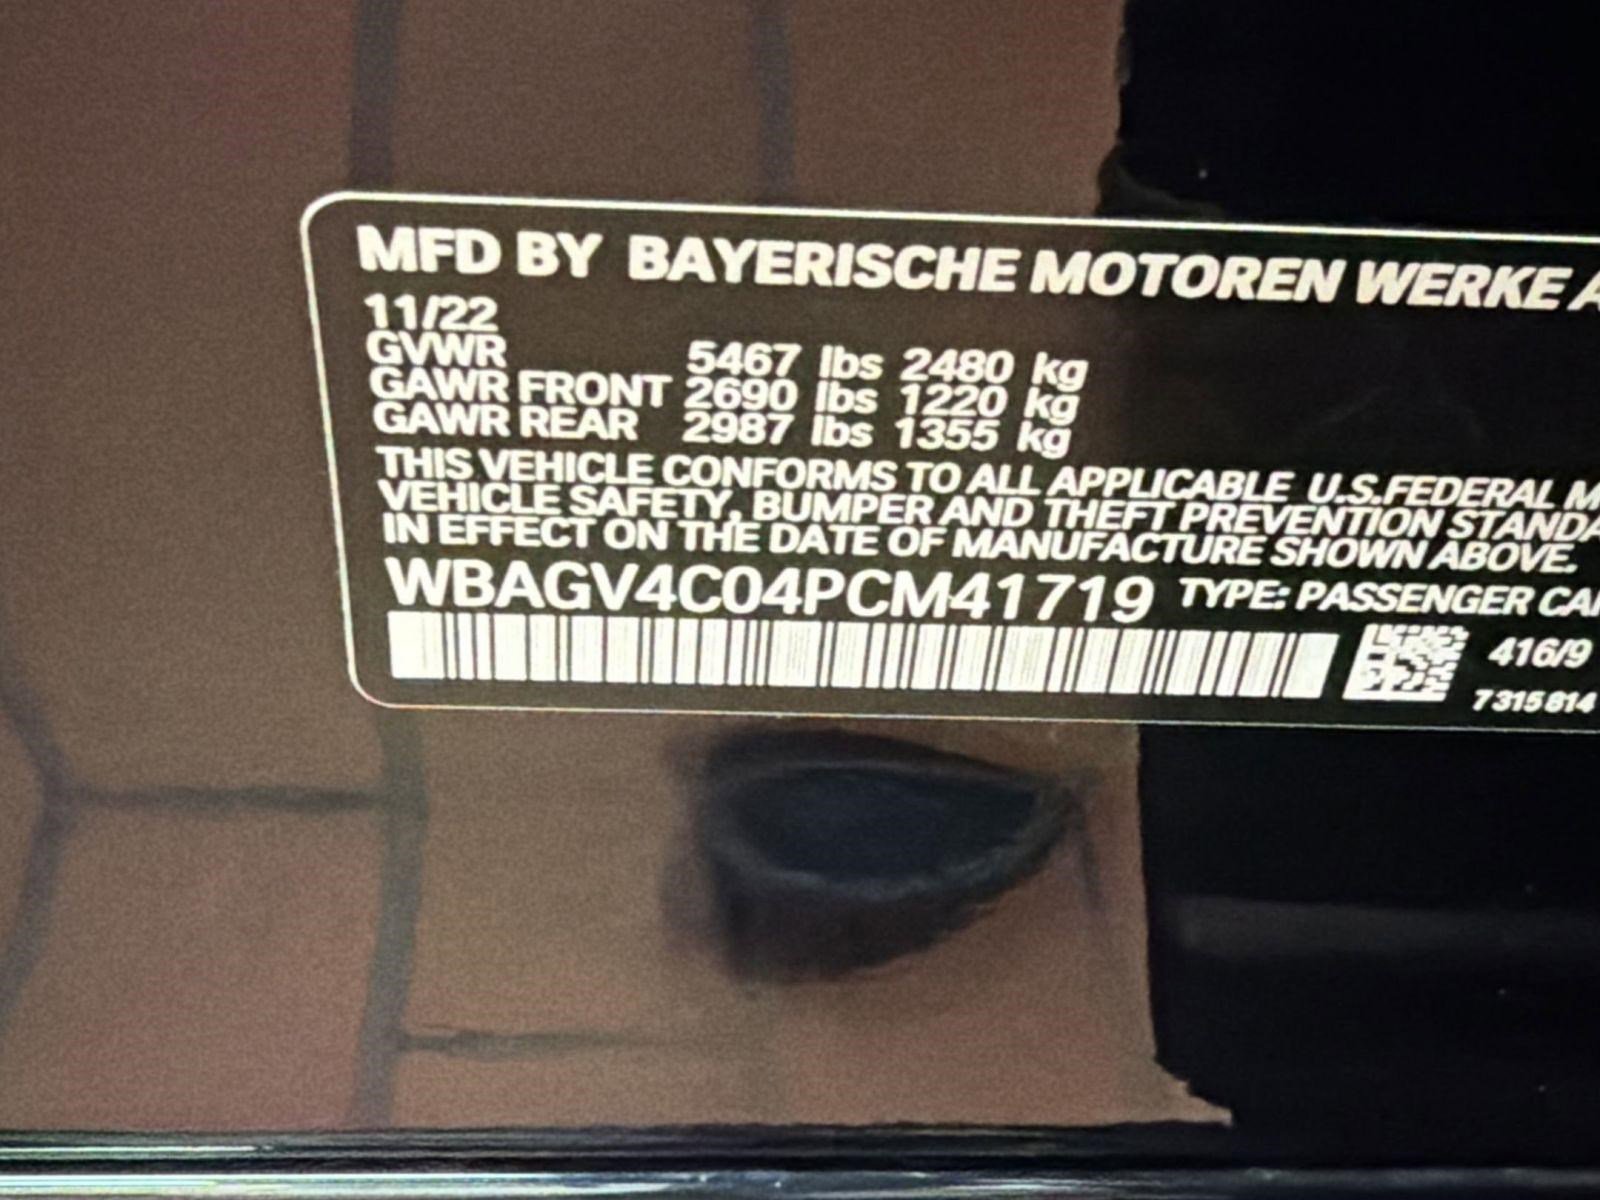 MFD BY BAYERISCHE MOTOREN WERKE A
11/22
GVWR 5467 lbs 2480 kg
GAWR FRONT 2690 lbs 1220 kg
GAWR REAR 2987 lbs 1355 kg
THIS VEHICLE CONFORMS TO ALL APPLICABLE U.S.FEDERAL M
VEHICLE SAFETY, BUMPER AND THEFT PREVENTION STANDA
IN EFFECT ON THE DATE OF MANUFACTURE SHOWN ABOVE.
WBAGV4C04PCM41719 TYPE: PASSENGER CAR
416/9
7315814